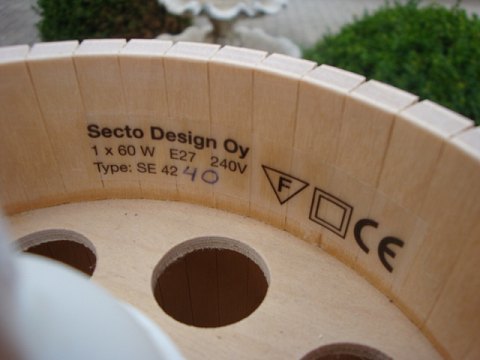 Secto Design Oy
1 x 60 W E27 240V
Type: SE 42 40
F CE